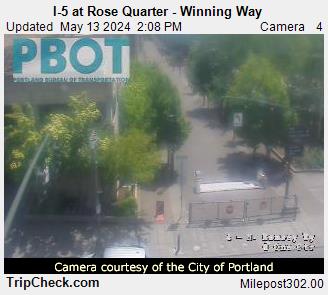 I-5 at Rose Quarter - Winning Way
Updated May 13 2024 2:08 PM Camera 4
PBOT
PORTLAND BUREAU OF TRANSPORTATION
Camera courtesy of the City of Portland
TripCheck.com Milepost302.00